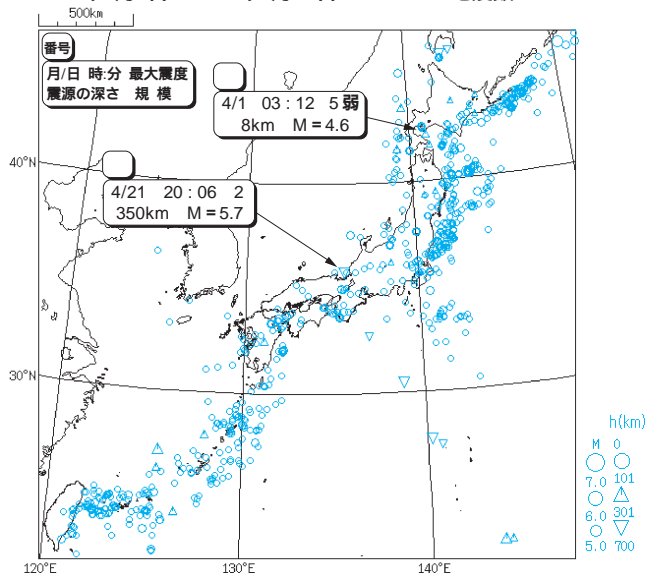 500km
番号
月/日 時:分 最大震度
震源の深さ 規 模
4/1 03:12 5弱
8km M=4.6
4/21 20:06 2
350km M=5.7
40°N
30°N
120°E
130°E
140°E
h(km)
M 0
7.0 101
6.0 301
5.0 700